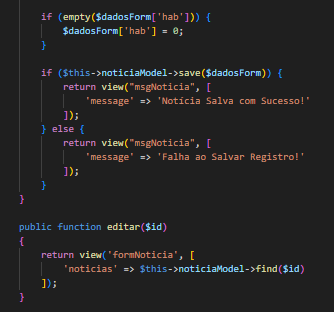 if (empty($dadosForm['hab'])) {
$dadosForm['hab'] = 0;
}
if ($this->noticiaModel->save($dadosForm)) {
return view("msgNoticia", [
'message' => 'Notícia Salva com Sucesso!'
]);
} else {
return view("msgNoticia", [
'message' => 'Falha ao Salvar Registro!'
]);
}
}
public function editar($id)
{
return view('formNoticia', [
'noticias' => $this->noticiaModel->find($id)
]);
}